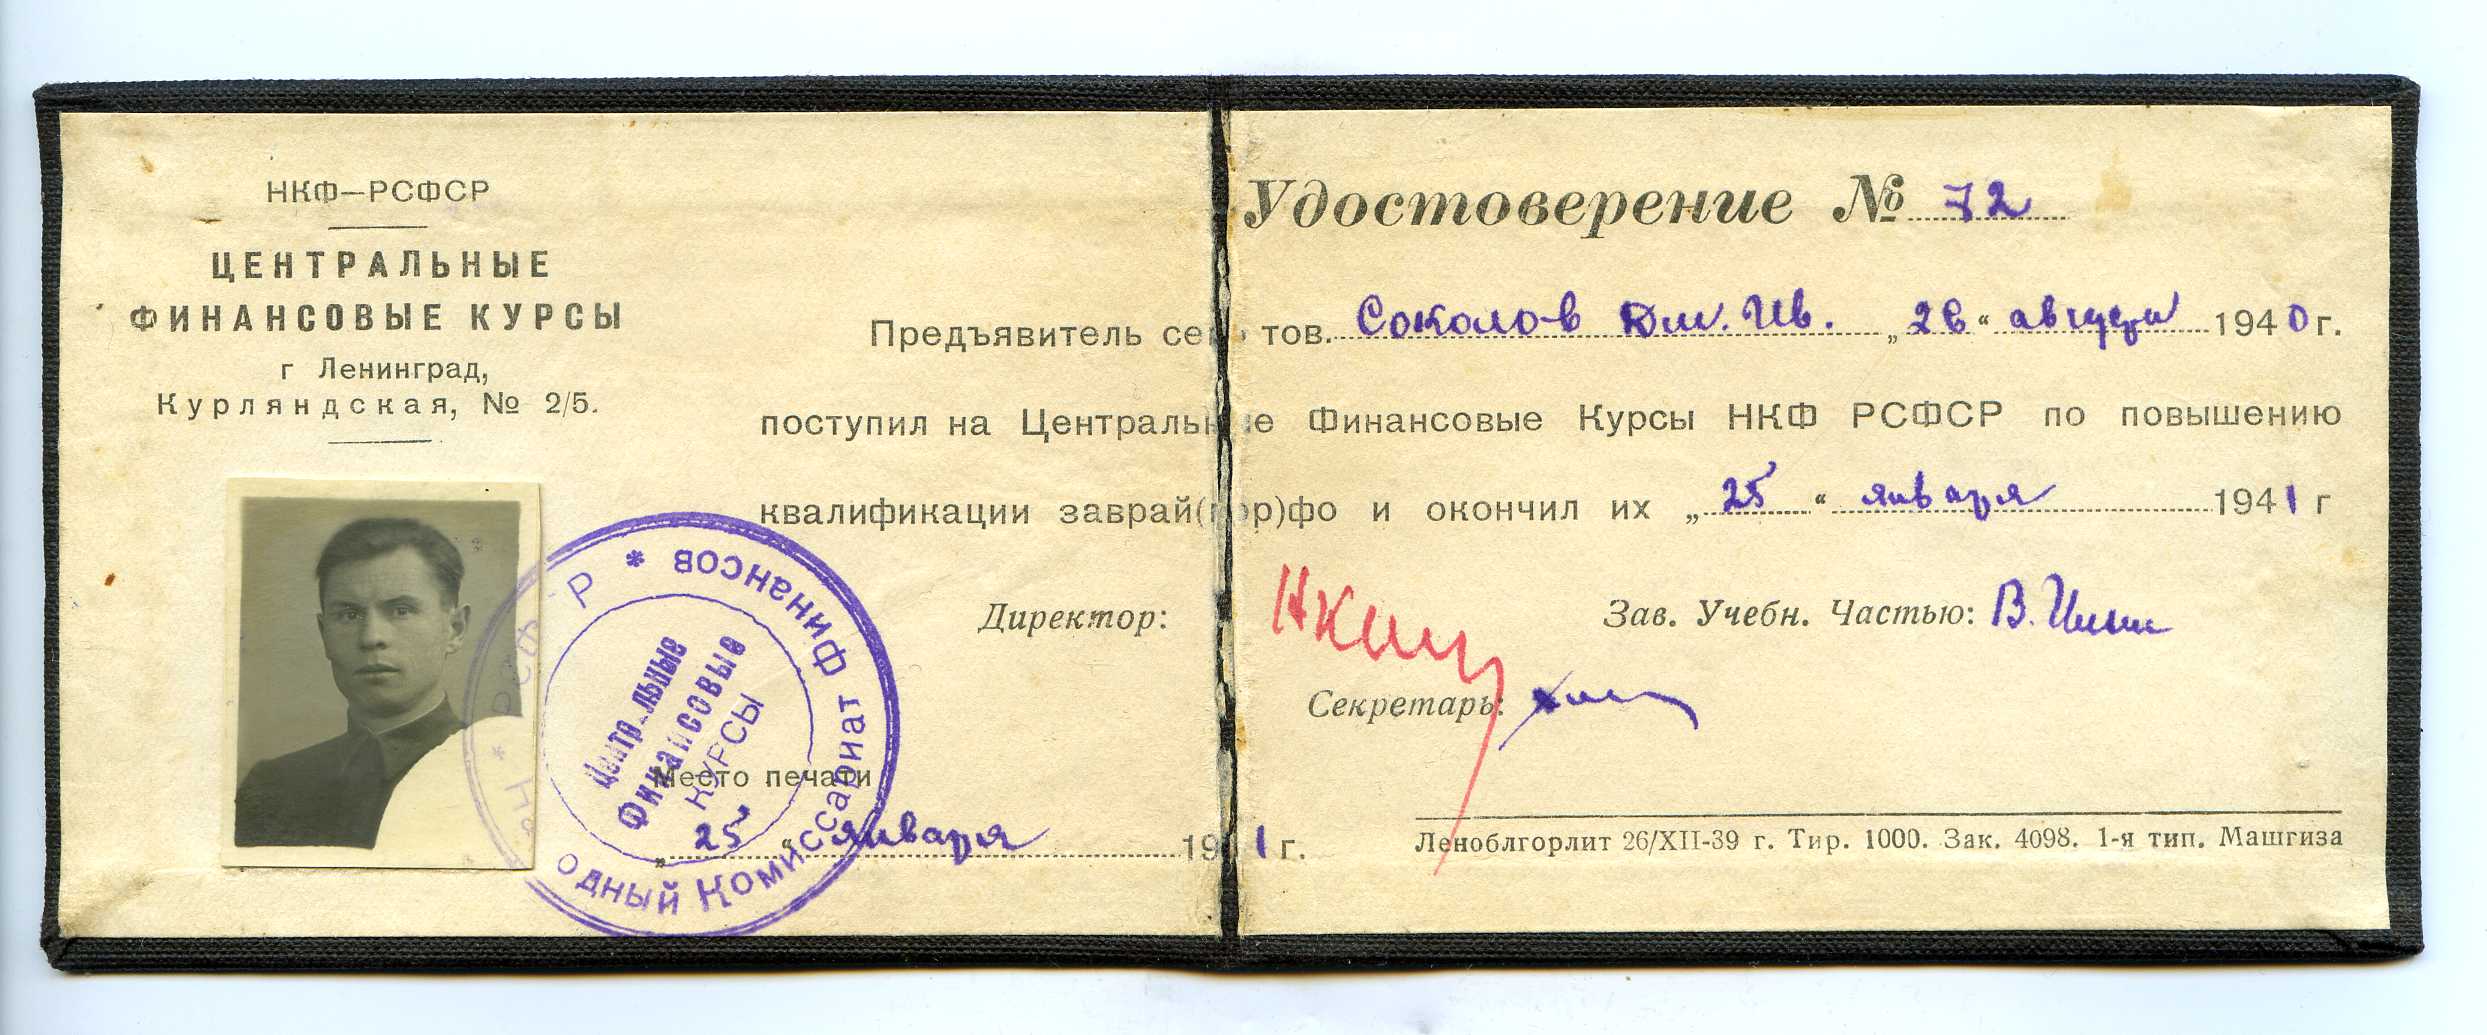 НКФ—РСФСР
ЦЕНТРАЛЬНЫЕ
ФИНАНСОВЫЕ КУРСЫ
г Ленинград,
Курляндская, № 2/5.
Удостоверение № 72
Предъявитель сего тов. Соколов Дм. Ив. „26“ августа 1940 г.
поступил на Центральные Финансовые Курсы НКФ РСФСР по повышению
квалификации заврай(гор)фо и окончил их „25“ января 1941 г
Директор:
Зав. Учебн. Частью: В.
Секретарь:
Место печати
„25“ января 1941 г.
Народный Комиссариат Финансов * РСФСР *
Центральные
Финансовые
КУРСЫ
Леноблгорлит 26/XII-39 г. Тир. 1000. Зак. 4098. 1-я тип. Машгиза